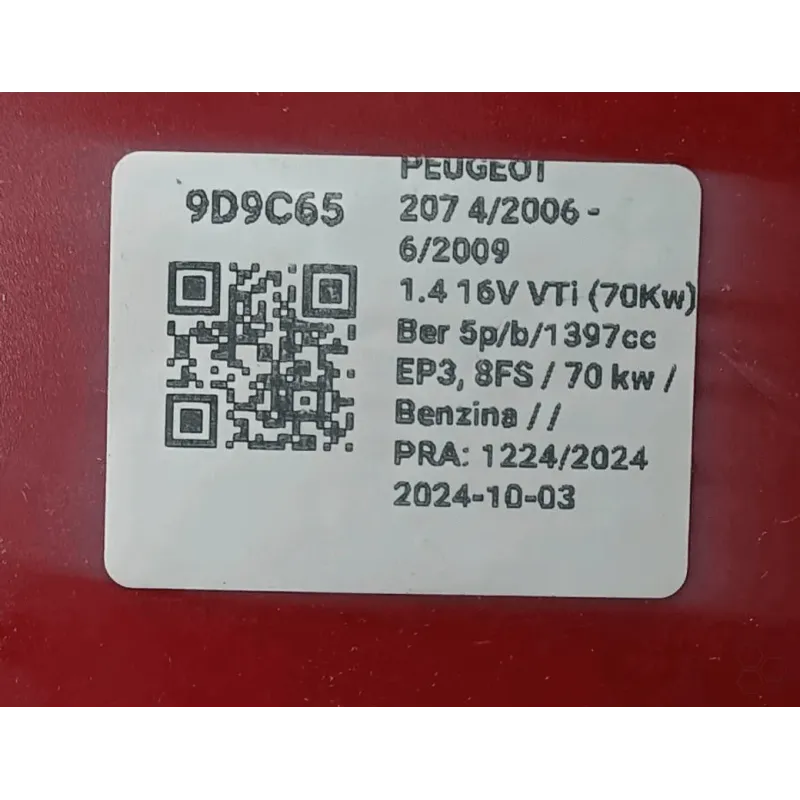 9D9C65
PEUGEOT
207 4/2006 -
6/2009
1.4 16V VTi (70Kw)
Ber 5p/b/1397cc
EP3, 8FS / 70 kw /
Benzina / /
PRA: 1224/2024
2024-10-03